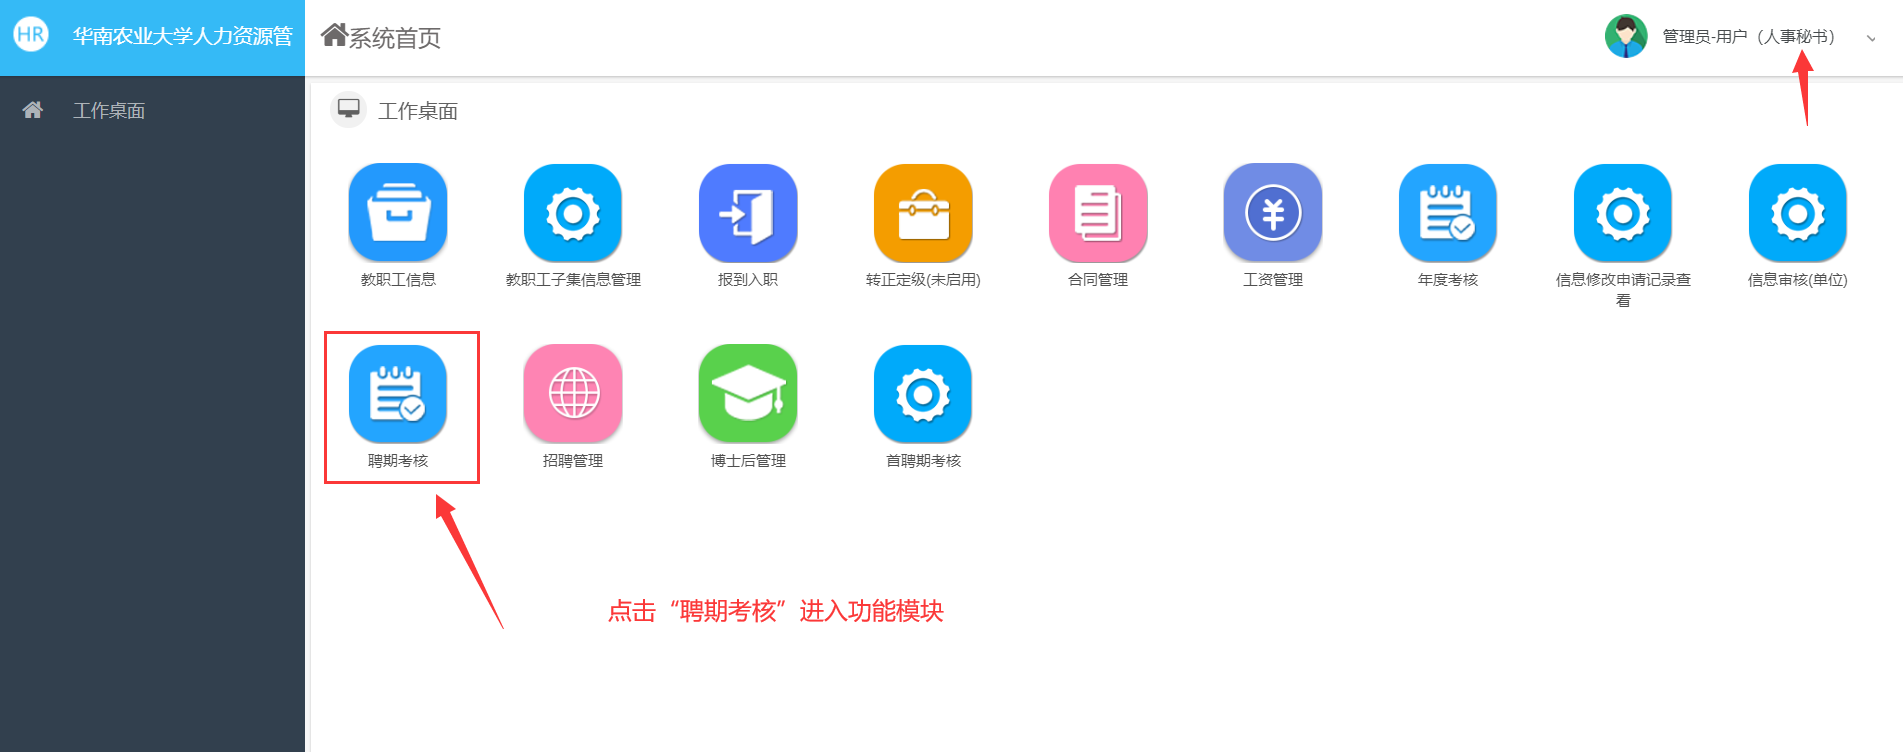 HR
华南农业大学人力资源管
系统首页
管理员-用户（人事秘书）
工作桌面
工作桌面
教职工信息
教职工子集信息管理
报到入职
转正定级(未启用)
合同管理
工资管理
年度考核
信息修改申请记录查
看
信息审核(单位)
聘期考核
招聘管理
博士后管理
首聘期考核
点击“聘期考核”进入功能模块